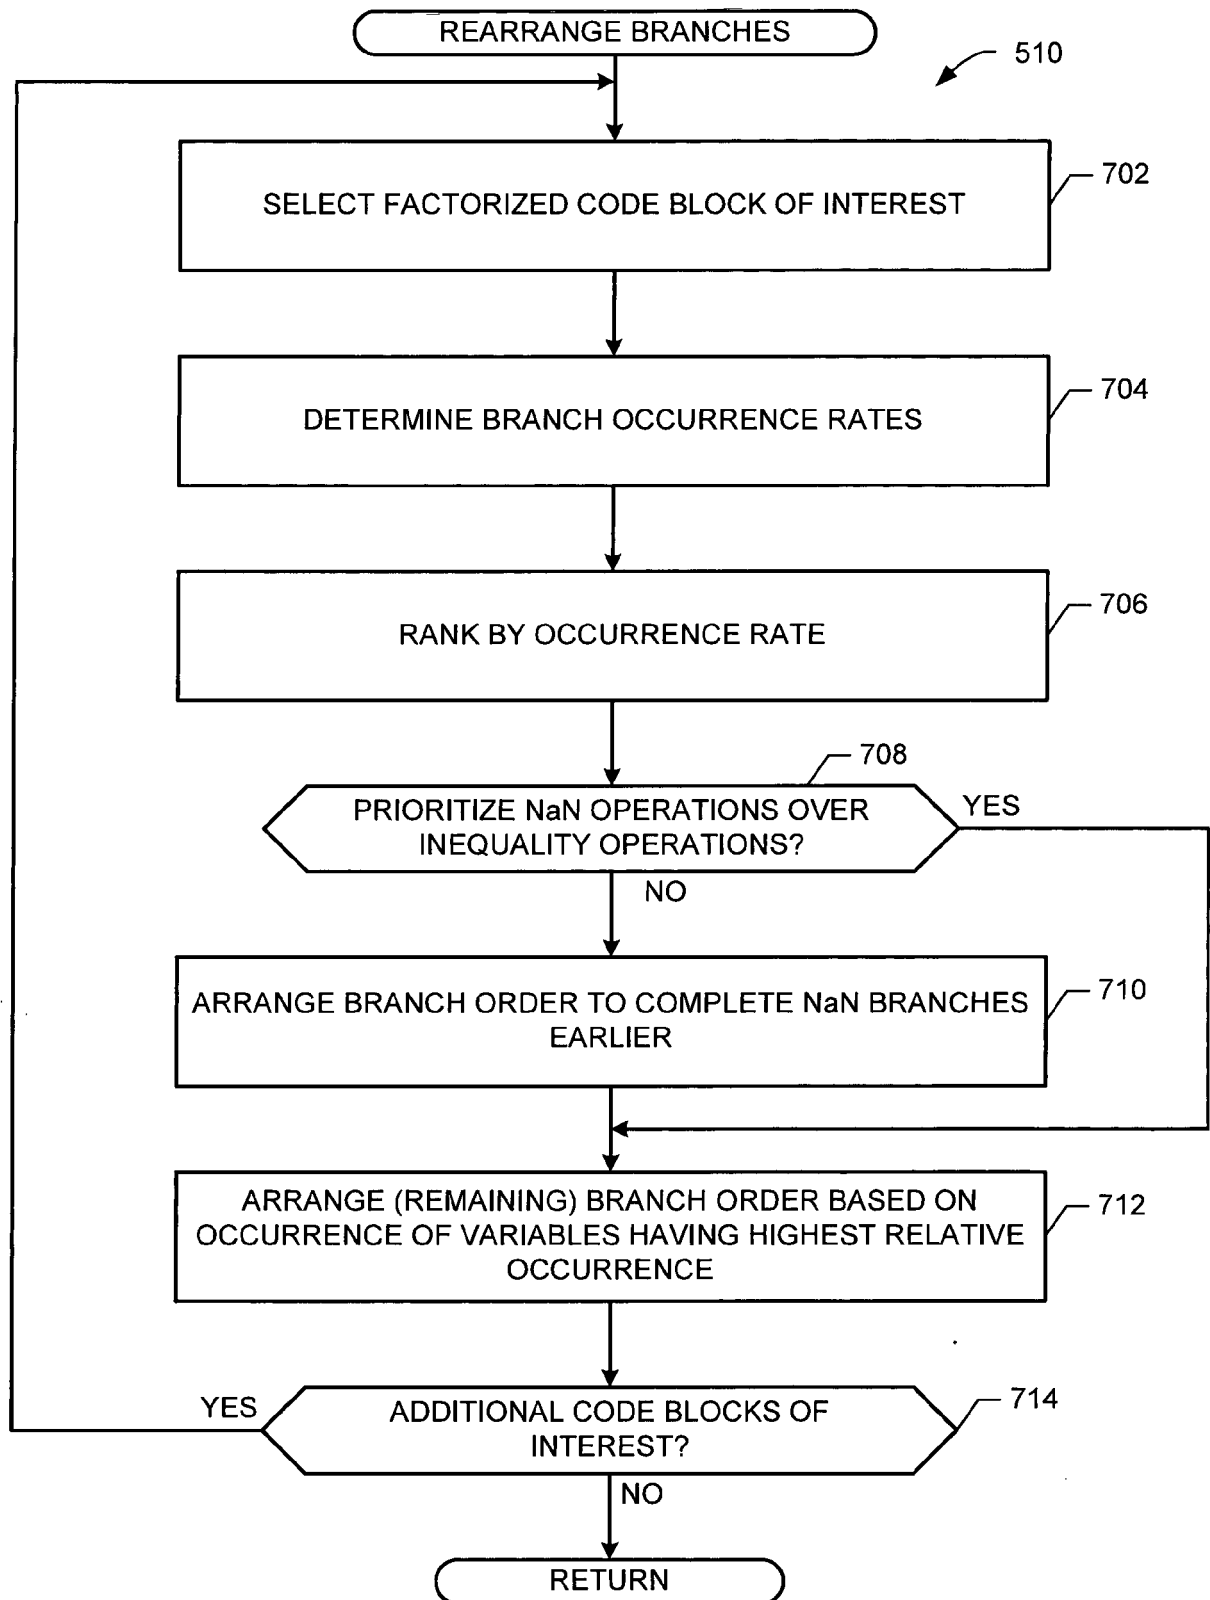 REARRANGE BRANCHES
510
SELECT FACTORIZED CODE BLOCK OF INTEREST
702
DETERMINE BRANCH OCCURRENCE RATES
704
RANK BY OCCURRENCE RATE
706
708
PRIORITIZE NaN OPERATIONS OVER
INEQUALITY OPERATIONS?
YES
NO
ARRANGE BRANCH ORDER TO COMPLETE NaN BRANCHES
EARLIER
710
ARRANGE (REMAINING) BRANCH ORDER BASED ON
OCCURRENCE OF VARIABLES HAVING HIGHEST RELATIVE
OCCURRENCE
712
YES
ADDITIONAL CODE BLOCKS OF
INTEREST?
714
NO
RETURN